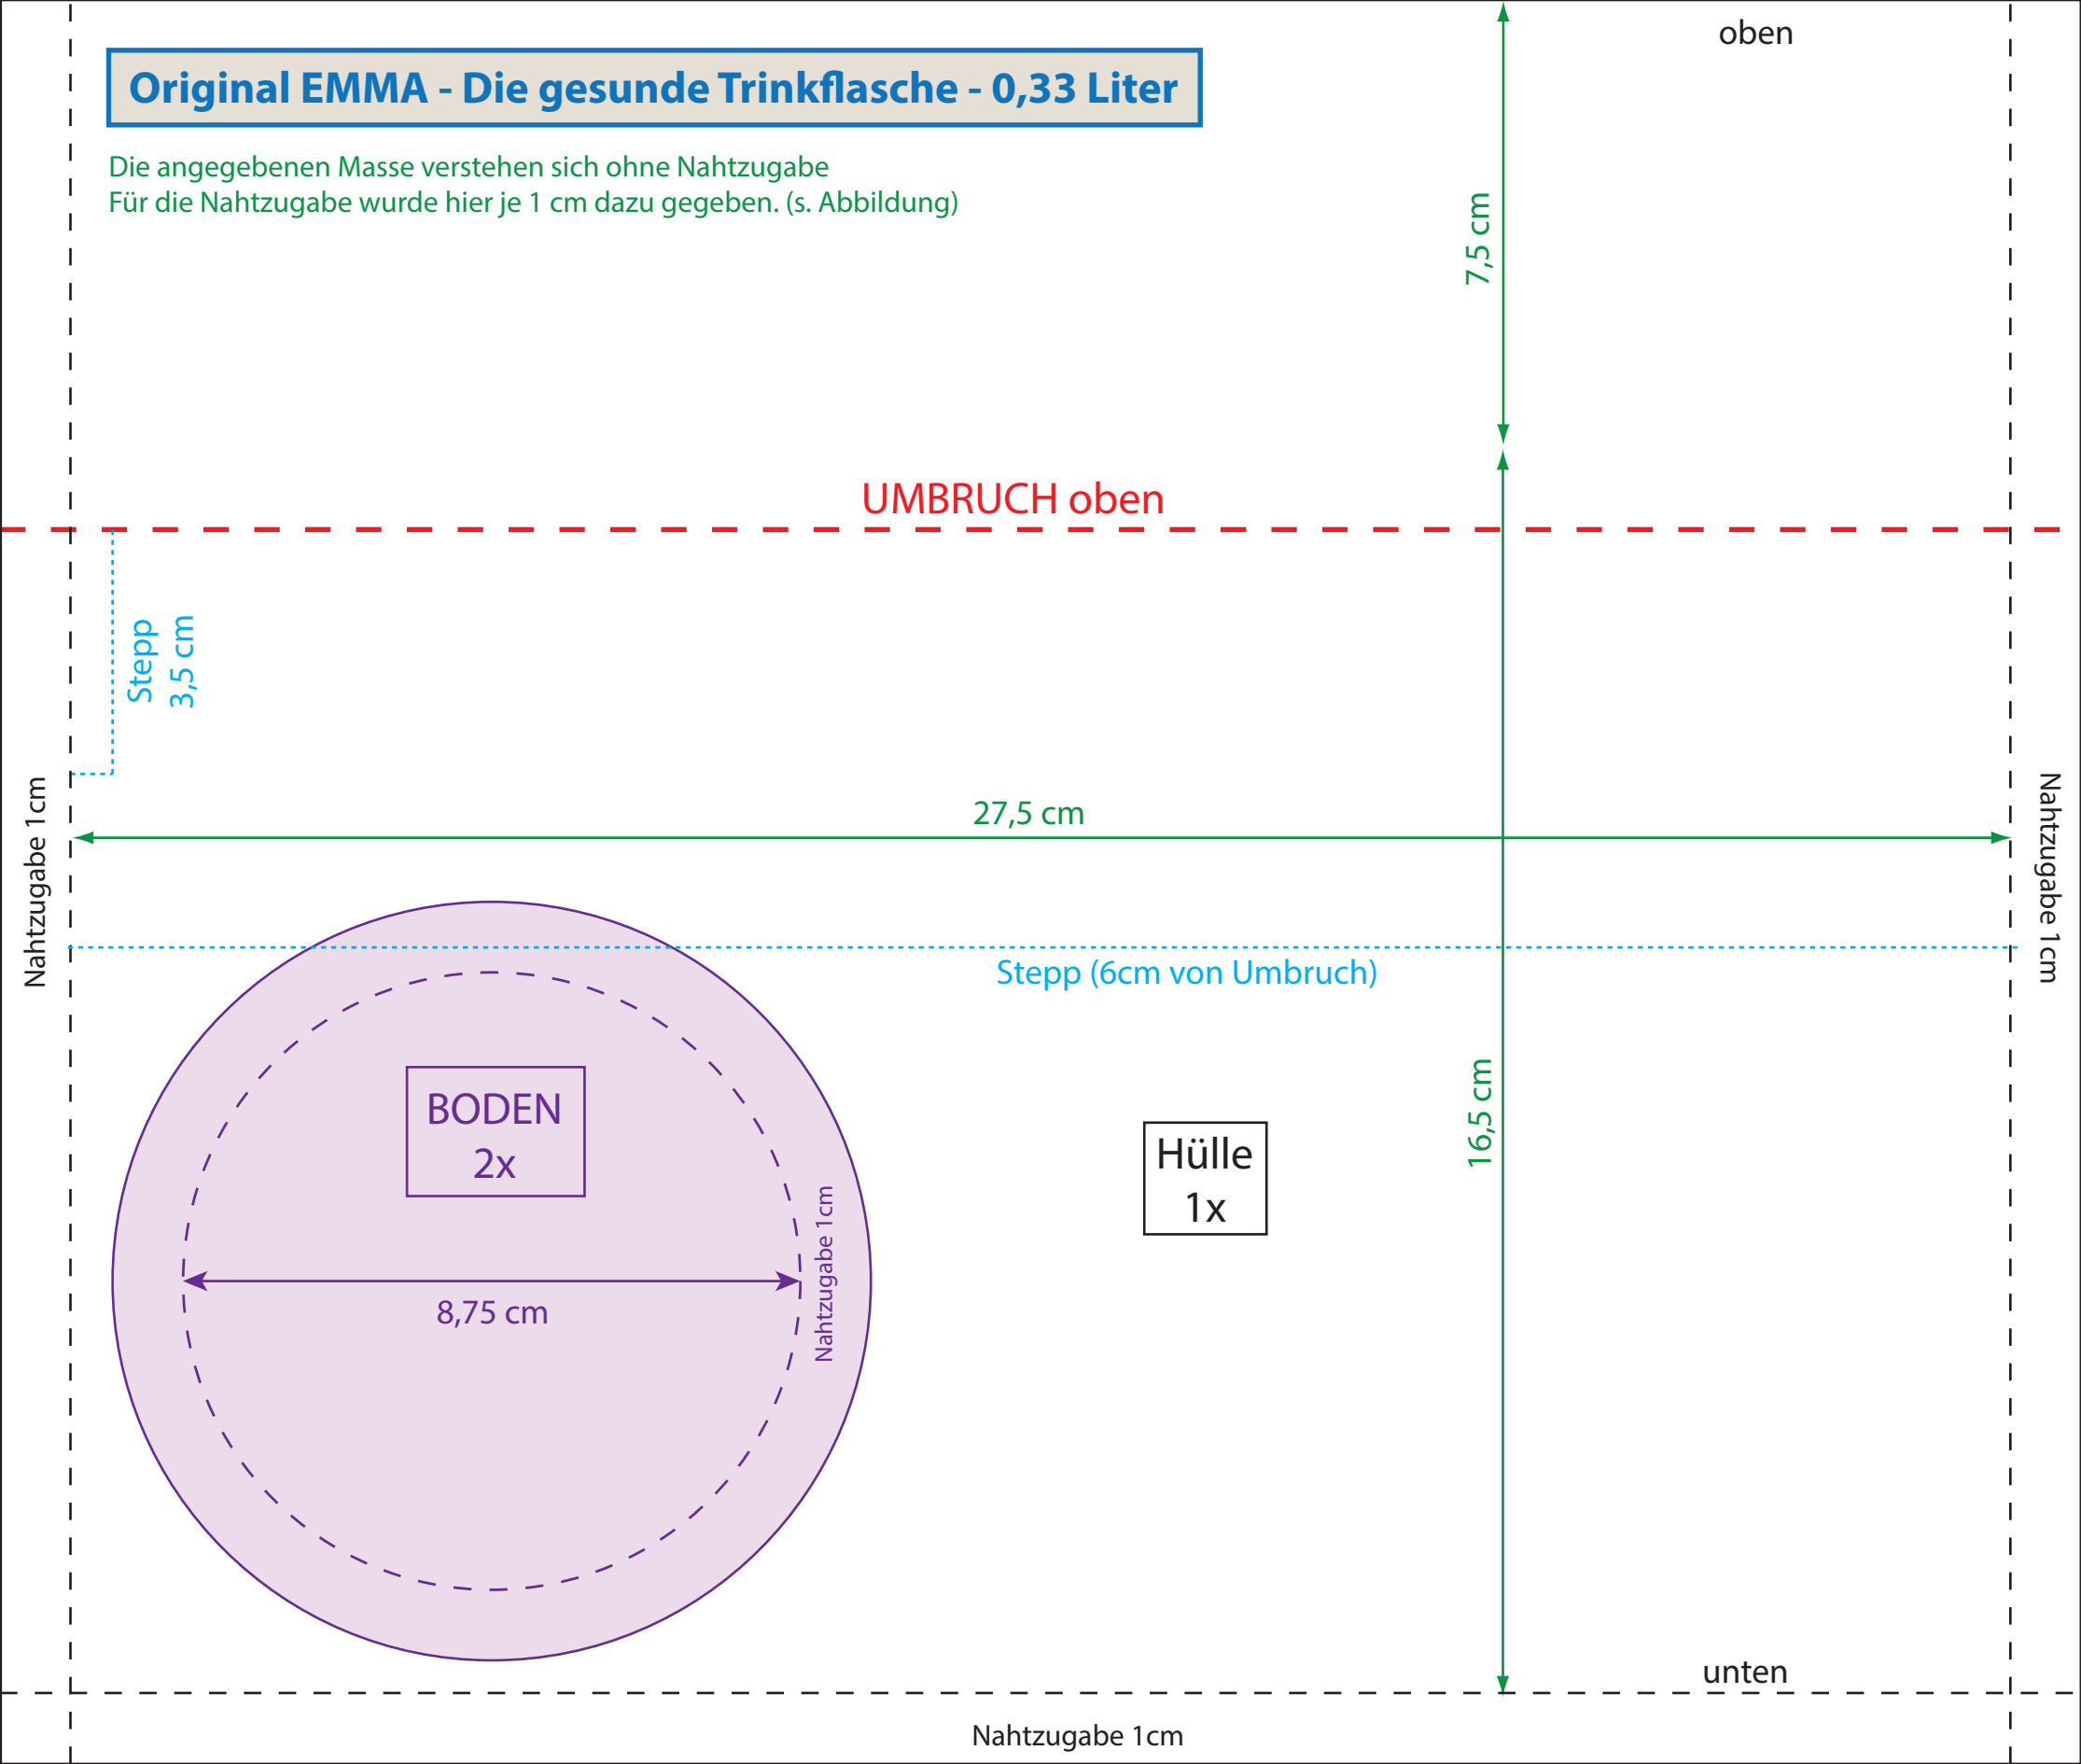 oben
Original EMMA - Die gesunde Trinkflasche - 0,33 Liter
Die angegebenen Masse verstehen sich ohne Nahtzugabe
Für die Nahtzugabe wurde hier je 1 cm dazu gegeben. (s. Abbildung)
7,5 cm
UMBRUCH oben
Stepp
3,5 cm
27,5 cm
Nahtzugabe 1cm
Nahtzugabe 1cm
Stepp (6cm von Umbruch)
BODEN
2x
Hülle
1x
16,5 cm
Nahtzugabe 1cm
8,75 cm
unten
Nahtzugabe 1cm